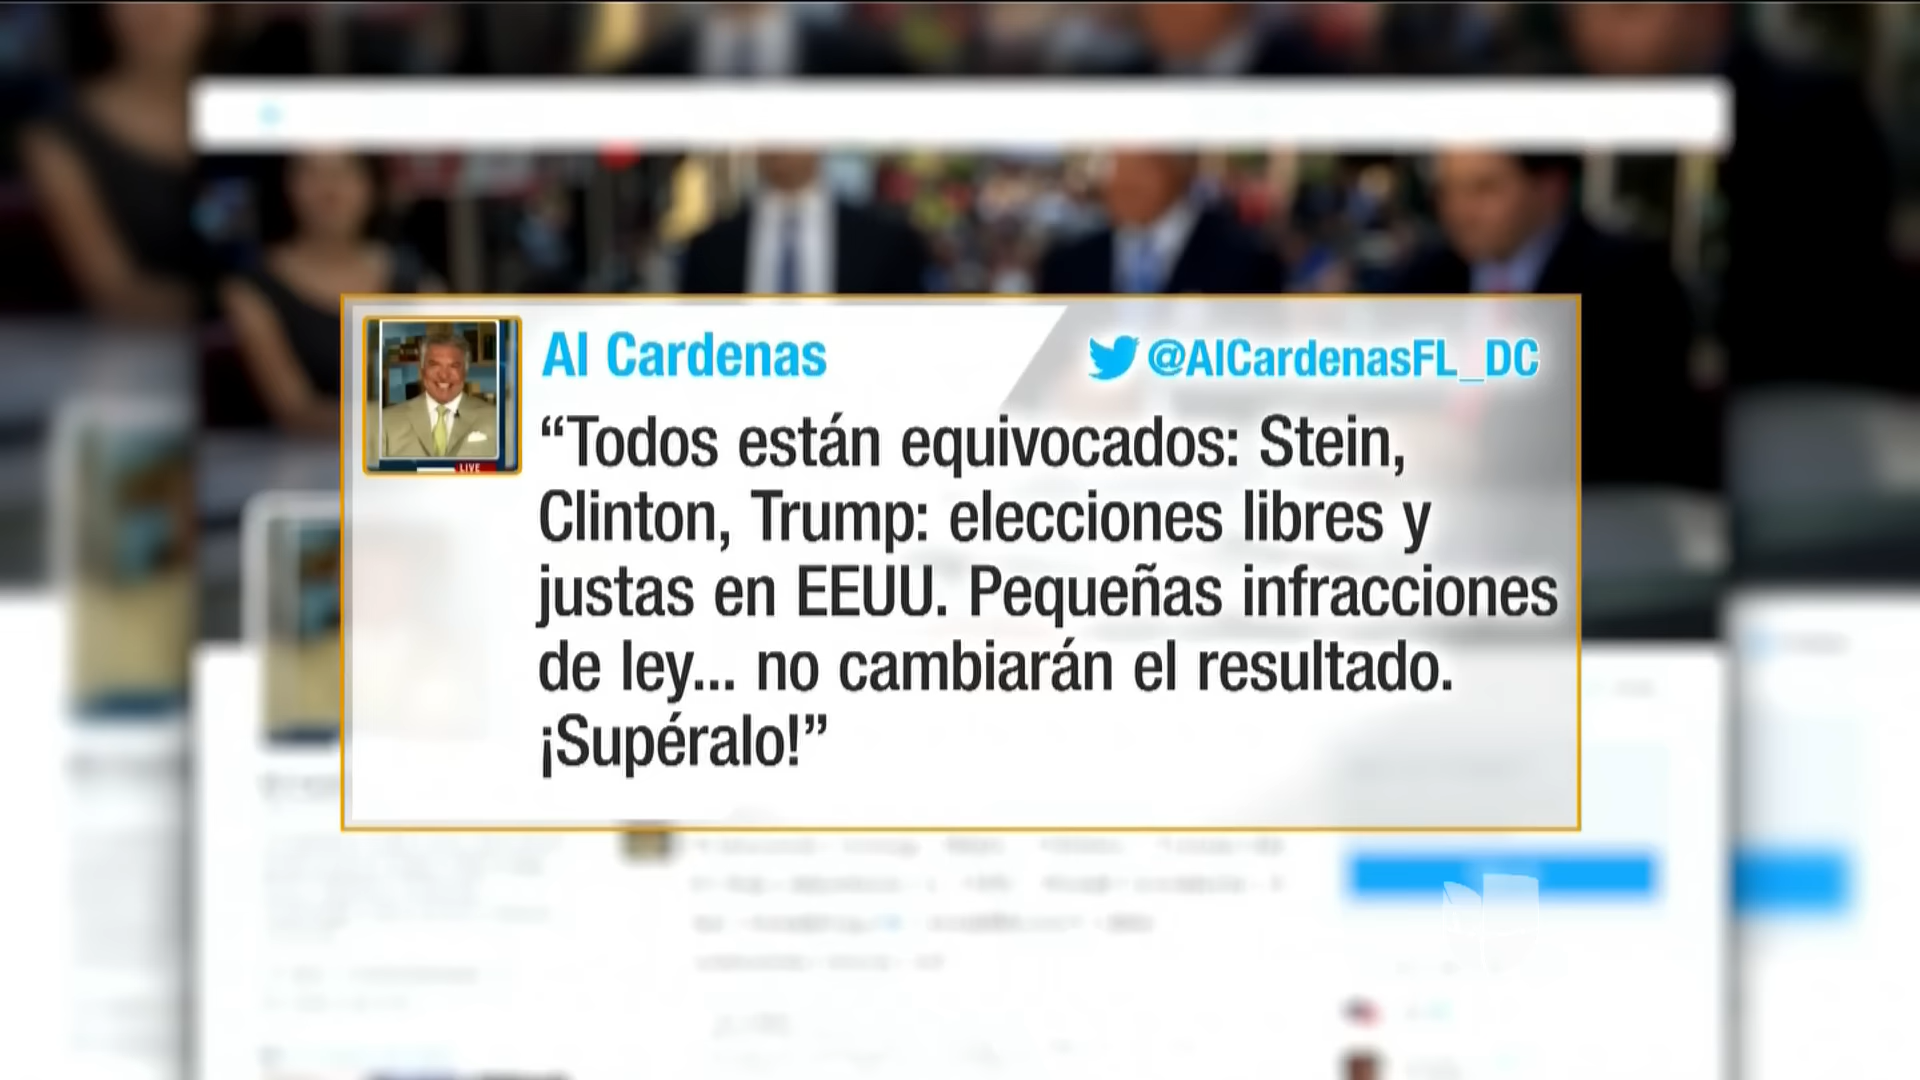 Al Cardenas
@AlCardenasFL_DC
“Todos están equivocados: Stein,
Clinton, Trump: elecciones libres y
justas en EEUU. Pequeñas infracciones
de ley... no cambiarán el resultado.
¡Supéralo!”
LIVE